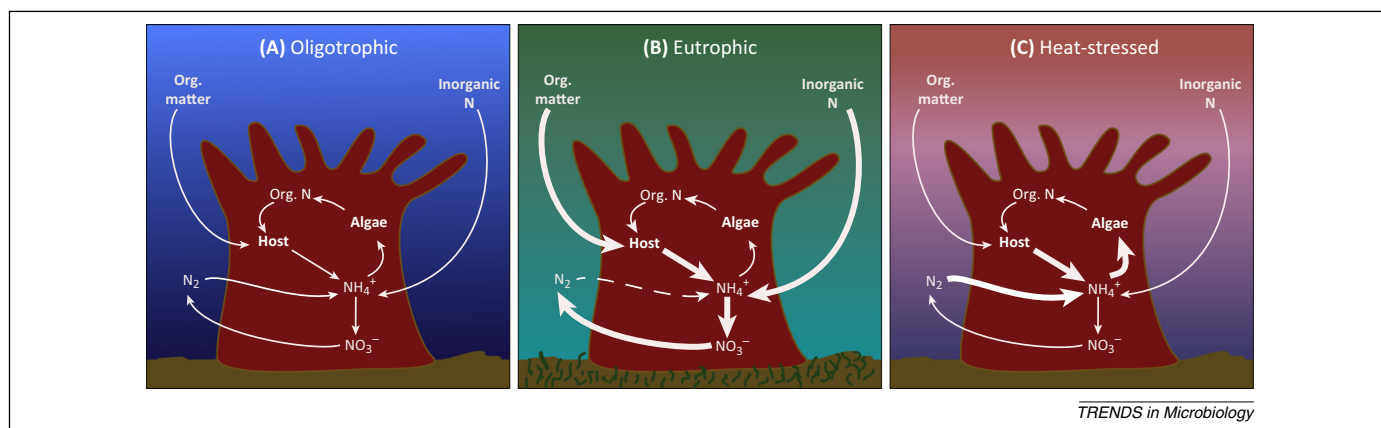 (A) Oligotrophic
Org.
matter
Inorganic
N
Org. N
Algae
Host
N₂
NH₄⁺
NO₃⁻
(B) Eutrophic
Org.
matter
Inorganic
N
Org. N
Algae
Host
N₂
NH₄⁺
NO₃⁻
(C) Heat-stressed
Org.
matter
Inorganic
N
Org. N
Algae
Host
N₂
NH₄⁺
NO₃⁻
TRENDS in Microbiology